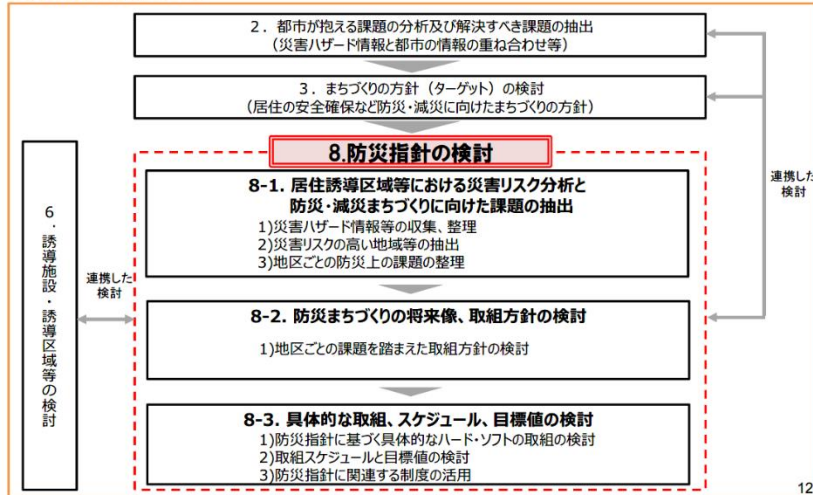 2．都市が抱える課題の分析及び解決すべき課題の抽出
(災害ハザード情報と都市の情報の重ね合わせ等)
3．まちづくりの方針（ターゲット）の検討
(居住の安全確保など防災・減災に向けたまちづくりの方針)
8.防災指針の検討
8-1. 居住誘導区域等における災害リスク分析と
防災・減災まちづくりに向けた課題の抽出
1)災害ハザード情報等の収集、整理
2)災害リスクの高い地域等の抽出
3)地区ごとの防災上の課題の整理
連携した
検討
6．誘導施設・誘導区域等の検討
連携した
検討
8-2. 防災まちづくりの将来像、取組方針の検討
1)地区ごとの課題を踏まえた取組方針の検討
8-3. 具体的な取組、スケジュール、目標値の検討
1)防災指針に基づく具体的なハード・ソフトの取組の検討
2)取組スケジュールと目標値の検討
3)防災指針に関連する制度の活用
12